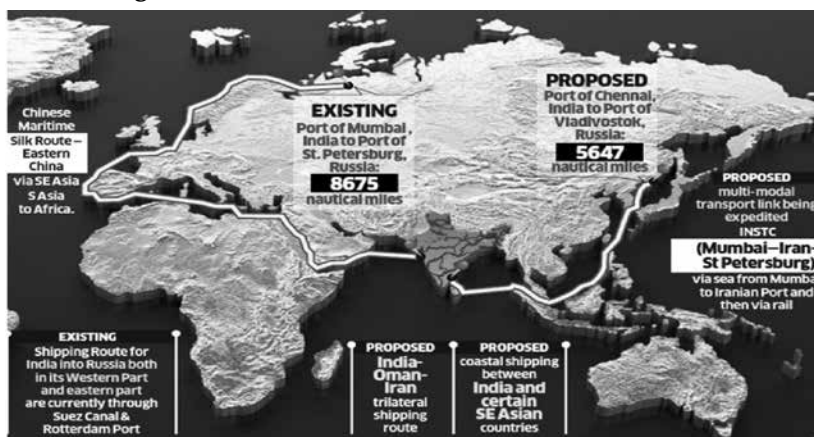 EXISTING
Port of Mumbai,
India to Port of
St. Petersburg,
Russia:
8675
nautical miles
PROPOSED
Port of Chennai,
India to Port of
Vladivostok,
Russia:
5647
nautical miles
Chinese
Maritime
Silk Route–
Eastern
China
via SE Asia
S Asia
to Africa.
PROPOSED
multi-modal
transport link being
expedited
INSTC
(Mumbai–Iran–
St Petersburg)
via sea from Mumbai
to Iranian Port and
then via rail
EXISTING
Shipping Route for
India into Russia both
in its Western Part
and eastern part
are currently through
Suez Canal &
Rotterdam Port
PROPOSED
India-
Oman-
Iran
trilateral
shipping
route
PROPOSED
coastal shipping
between
India and
certain
SE Asian
countries